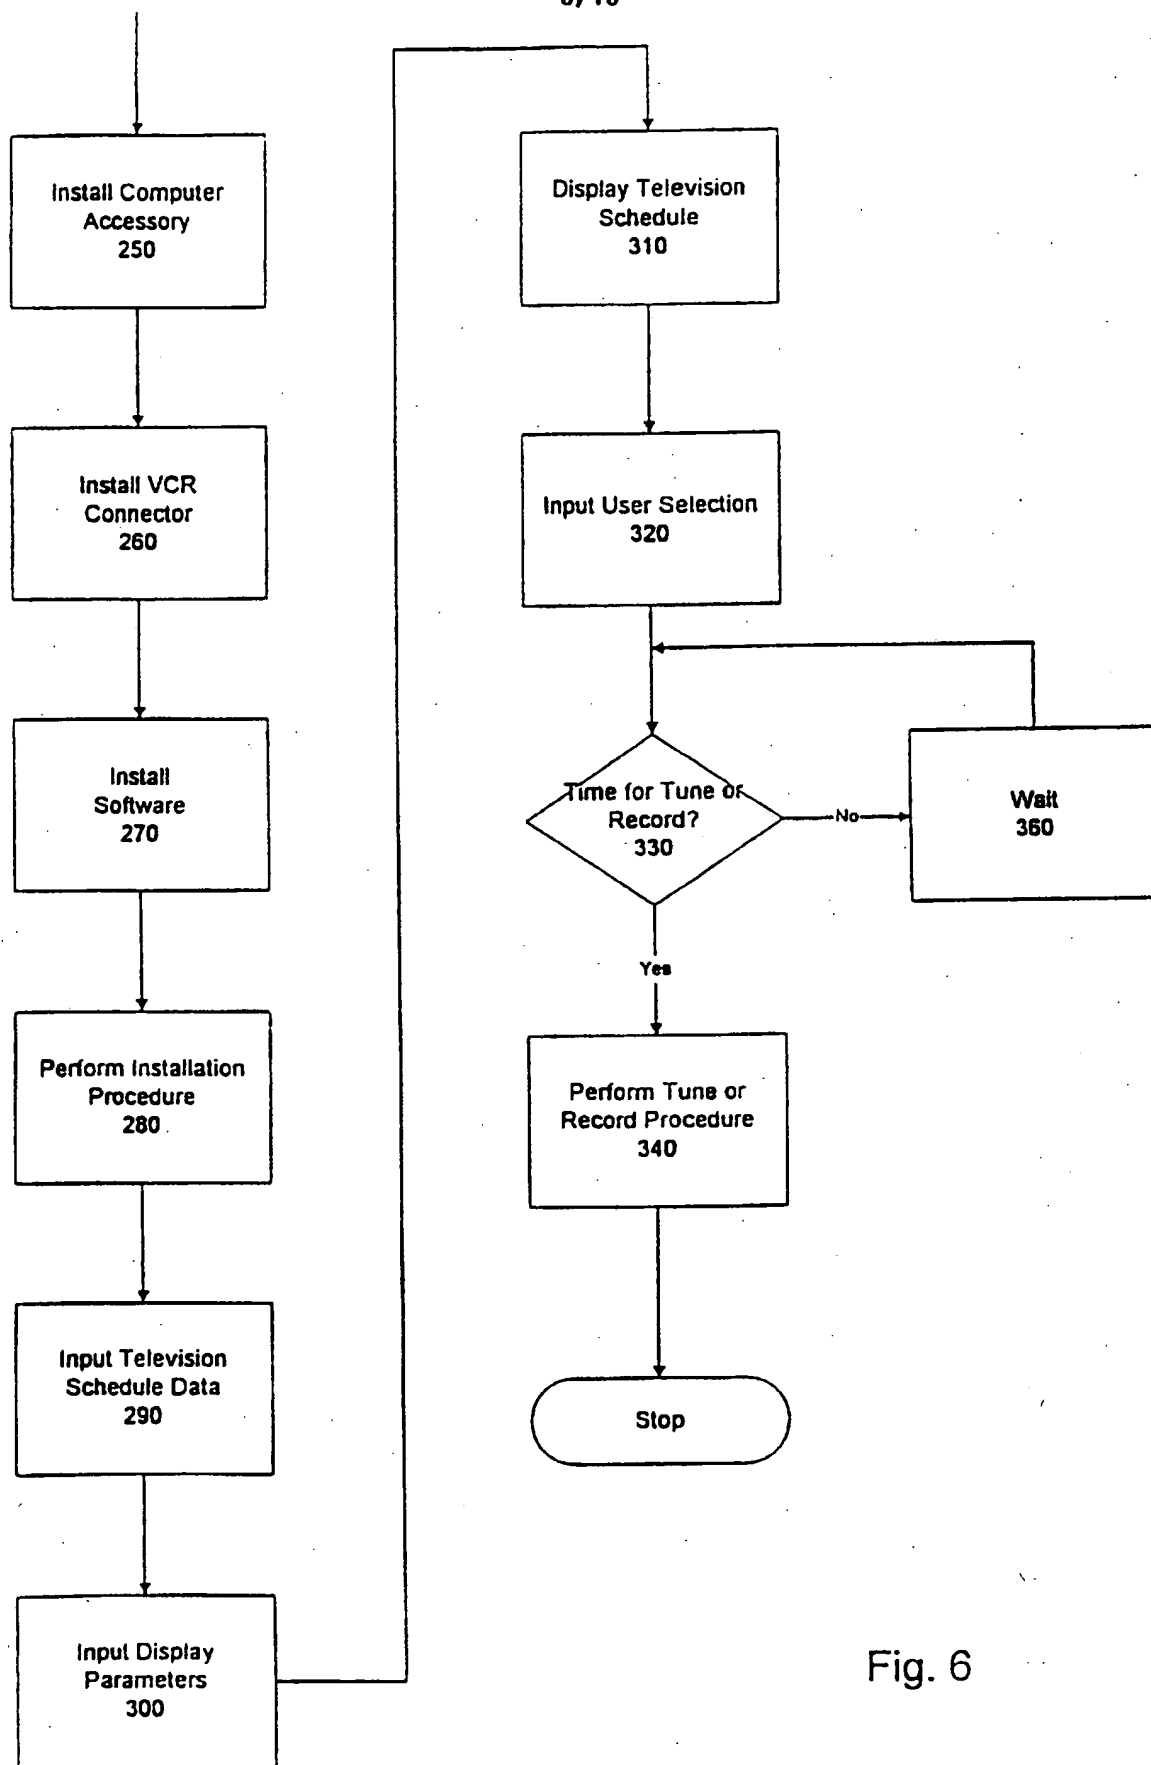 Install Computer
Accessory
250
Install VCR
Connector
260
Install
Software
270
Perform Installation
Procedure
280
Input Television
Schedule Data
290
Input Display
Parameters
300
Display Television
Schedule
310
Input User Selection
320
Time for Tune or
Record?
330
No
Wait
360
Yes
Perform Tune or
Record Procedure
340
Stop
Fig. 6